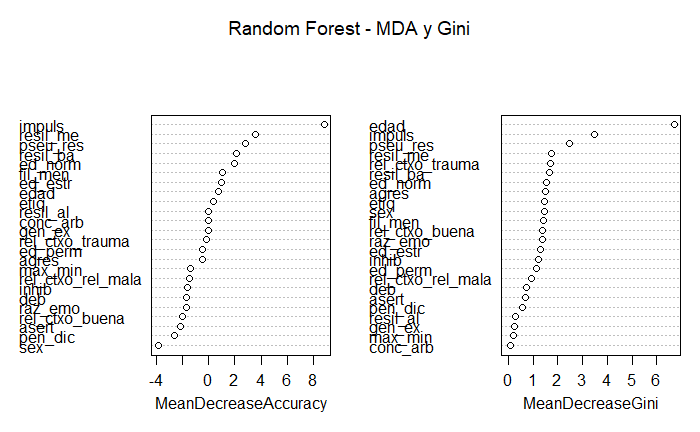 Random Forest - MDA y Gini
impuls
resil_me
pseu_res
resil_ba
ed_norm
fil_men
ed_estr
edad
etiq
resil_al
conc_arb
gen_ex
rel_ctxo_trauma
ed_perm
agres
max_min
rel_ctxo_rel_mala
inhib
deb
raz_emo
rel_ctxo_buena
asert
pen_dic
sex
-4 0 2 4 6 8
MeanDecreaseAccuracy
edad
impuls
pseu_res
resil_me
rel_ctxo_trauma
resil_ba
ed_norm
agres
etiq
sex
fil_men
rel_ctxo_buena
raz_emo
ed_estr
inhib
ed_perm
rel_ctxo_rel_mala
deb
asert
pen_dic
resil_al
gen_ex
max_min
conc_arb
0 1 2 3 4 5 6
MeanDecreaseGini